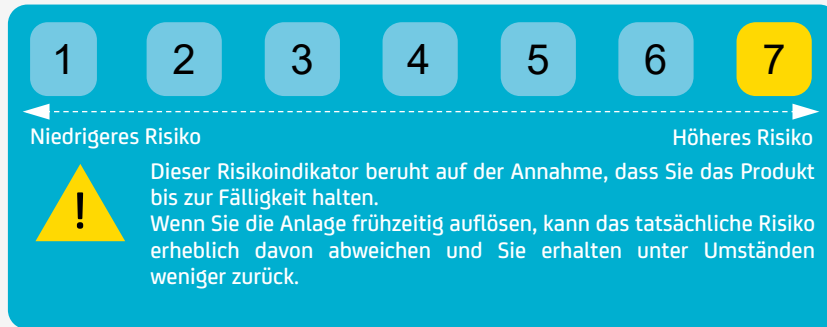 1 2 3 4 5 6 7
Niedrigeres Risiko Höheres Risiko
Dieser Risikoindikator beruht auf der Annahme, dass Sie das Produkt
bis zur Fälligkeit halten.
!
Wenn Sie die Anlage frühzeitig auflösen, kann das tatsächliche Risiko
erheblich davon abweichen und Sie erhalten unter Umständen
weniger zurück.